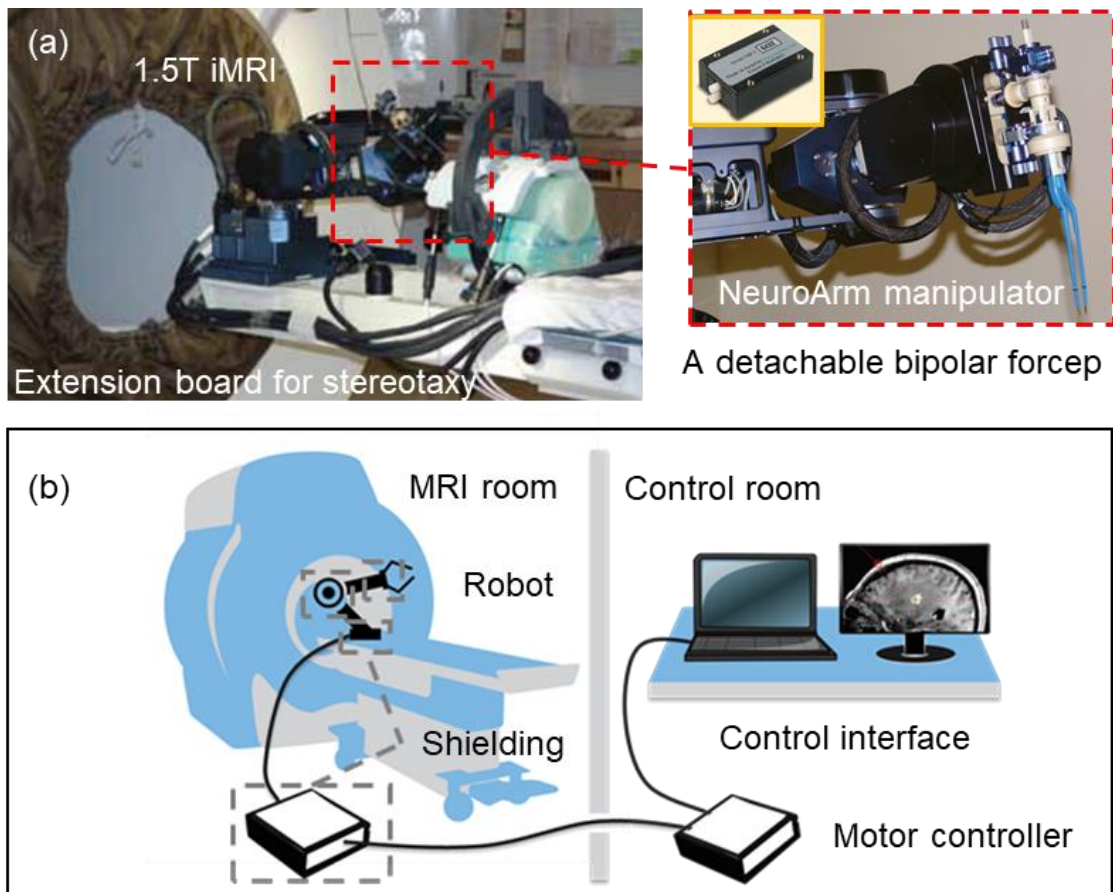 (a)
1.5T iMRI
Extension board for stereotaxy
NeuroArm manipulator
A detachable bipolar forcep
(b)
MRI room
Control room
Robot
Shielding
Control interface
Motor controller